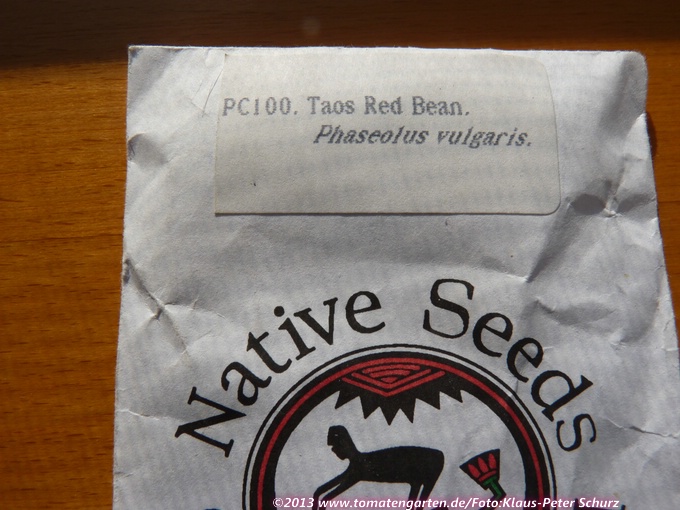 PC100. Taos Red Bean.
Phaseolus vulgaris.
Native Seeds
©2013 www.tomatengarten.de/Foto:Klaus-Peter Schurz